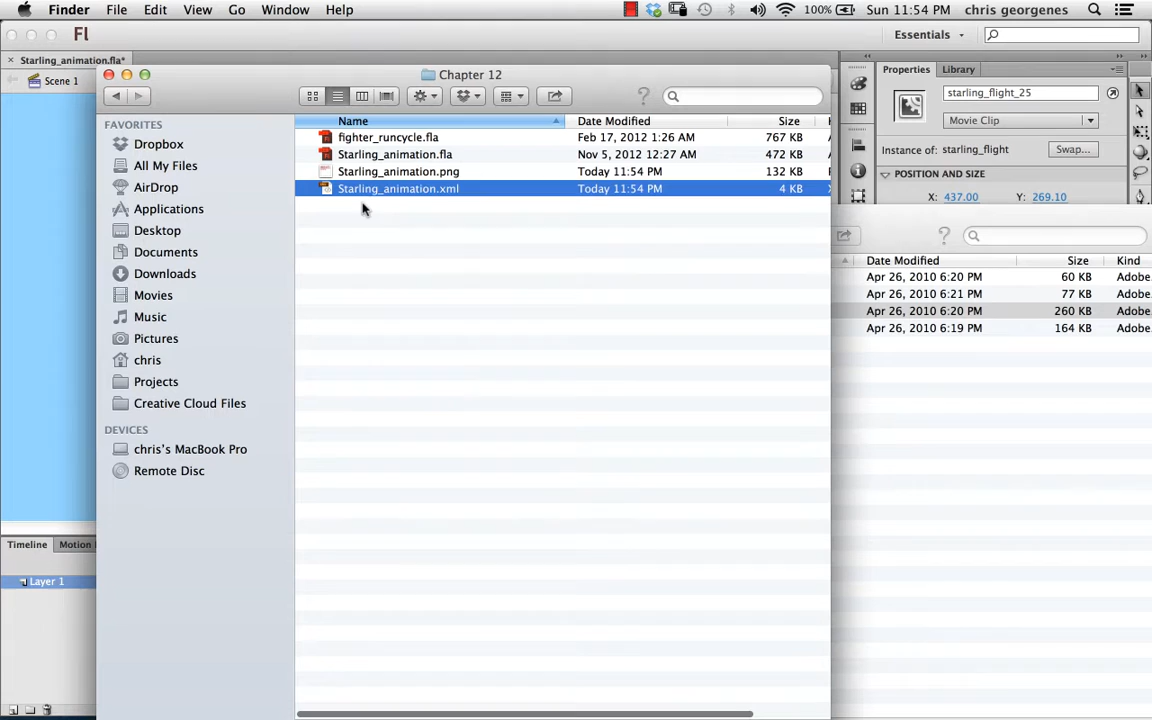 Finder File Edit View Go Window Help 100% Sun 11:54 PM chris georgenes
Fl Essentials
× Starling_animation.fla*
Scene 1
Chapter 12
Properties Library
starling_flight_25
Movie Clip
Instance of: starling_flight Swap...
POSITION AND SIZE
X: 437.00 Y: 269.10
FAVORITES
Dropbox
All My Files
AirDrop
Applications
Desktop
Documents
Downloads
Movies
Music
Pictures
chris
Projects
Creative Cloud Files
DEVICES
chris's MacBook Pro
Remote Disc
Name Date Modified Size
fighter_runcycle.fla Feb 17, 2012 1:26 AM 767 KB
Starling_animation.fla Nov 5, 2012 12:27 AM 472 KB
Starling_animation.png Today 11:54 PM 132 KB
Starling_animation.xml Today 11:54 PM 4 KB
Date Modified Size Kind
Apr 26, 2010 6:20 PM 60 KB Adobe
Apr 26, 2010 6:21 PM 77 KB Adobe
Apr 26, 2010 6:20 PM 260 KB Adobe
Apr 26, 2010 6:19 PM 164 KB Adobe
Timeline Motion
Layer 1